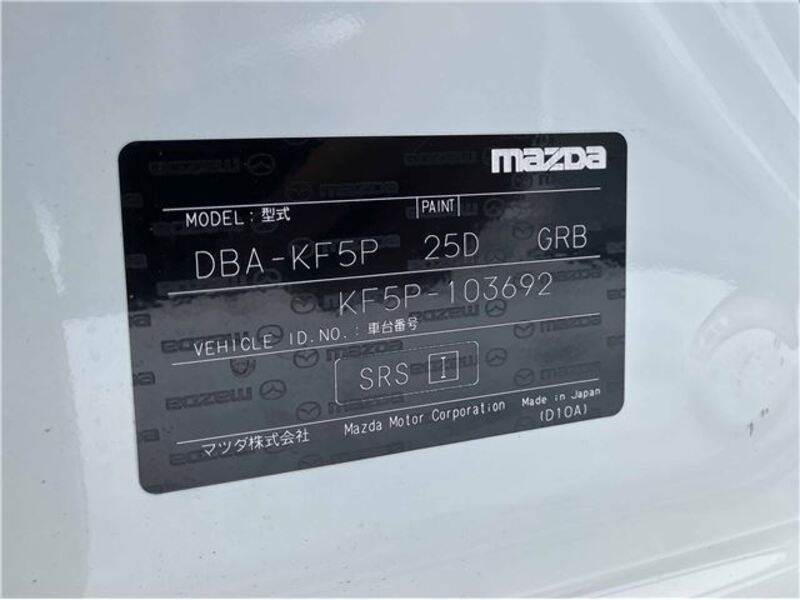 mazda
MODEL : 型式 PAINT
DBA-KF5P 25D GRB
KF5P-103692
VEHICLE ID.NO. : 車台番号
SRS I
マツダ株式会社 Mazda Motor Corporation Made in Japan
(D10A)